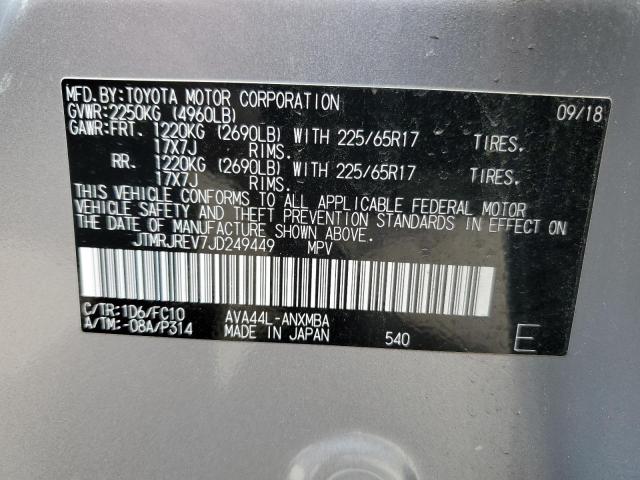 MFD.BY:TOYOTA MOTOR CORPORATION 09/18
GVWR:2250KG (4960LB)
GAWR:FRT. 1220KG (2690LB) WITH 225/65R17 TIRES.
17X7J RIMS.
RR. 1220KG (2690LB) WITH 225/65R17 TIRES.
17X7J RIMS.
THIS VEHICLE CONFORMS TO ALL APPLICABLE FEDERAL MOTOR
VEHICLE SAFETY AND THEFT PREVENTION STANDARDS IN EFFECT ON
THE DATE OF MANUFACTURE SHOWN ABOVE.
JTMRJREV7JD249449 MPV
C/TR:1D6/FC10 AVA44L-ANXMBA
A/TM:-08A/P314 MADE IN JAPAN 540 E